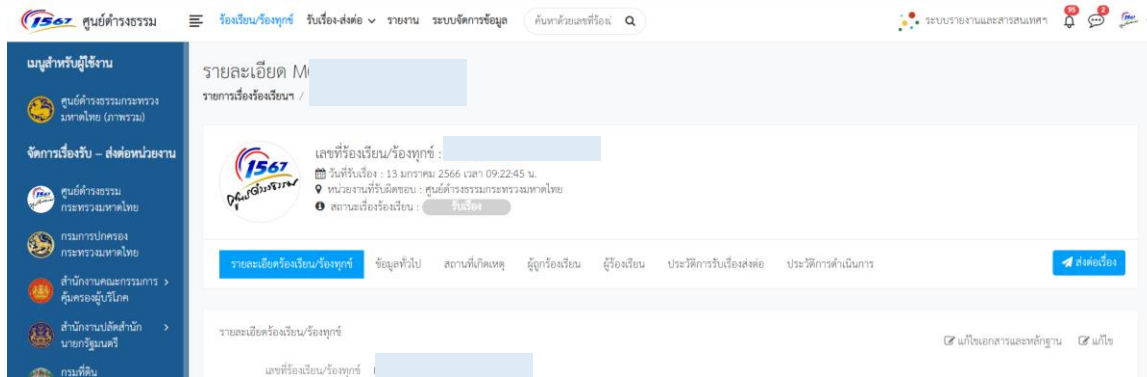 1567 ศูนย์ดำรงธรรม
ร้องเรียน/ร้องทุกข์ รับเรื่อง-ส่งต่อ รายงาน ระบบจัดการข้อมูล
ค้นหาด้วยเลขที่ร้องเ
ระบบรายงานและสารสนเทศฯ
95
2
เมนูสำหรับผู้ใช้งาน
ศูนย์ดำรงธรรมกระทรวง
มหาดไทย (ภาพรวม)
จัดการเรื่องรับ – ส่งต่อหน่วยงาน
ศูนย์ดำรงธรรม
กระทรวงมหาดไทย
กรมการปกครอง
กระทรวงมหาดไทย
สำนักงานคณะกรรมการ >
คุ้มครองผู้บริโภค
สำนักงานปลัดสำนัก >
นายกรัฐมนตรี
กรมที่ดิน
รายละเอียด M
รายการเรื่องร้องเรียนฯ /
1567
ศูนย์ดำรงธรรม
เลขที่ร้องเรียน/ร้องทุกข์ :
วันที่รับเรื่อง : 13 มกราคม 2566 เวลา 09:22:45 น.
หน่วยงานที่รับผิดชอบ : ศูนย์ดำรงธรรมกระทรวงมหาดไทย
สถานะเรื่องร้องเรียน : รับเรื่อง
รายละเอียดร้องเรียน/ร้องทุกข์ ข้อมูลทั่วไป สถานที่เกิดเหตุ ผู้ถูกร้องเรียน ผู้ร้องเรียน ประวัติการรับเรื่องส่งต่อ ประวัติการดำเนินการ
ส่งต่อเรื่อง
รายละเอียดร้องเรียน/ร้องทุกข์
แก้ไขเอกสารและหลักฐาน แก้ไข
เลขที่ร้องเรียน/ร้องทุกข์